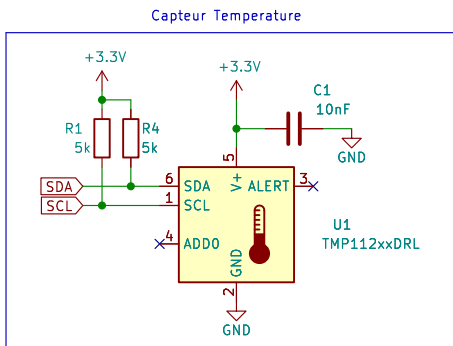 Capteur Temperature
+3.3V
+3.3V
C1
10nF
R1
5k
R4
5k
GND
5
SDA
SCL
6
1
4
SDA
SCL
ADD0
V+
ALERT
3
U1
TMP112xxDRL
GND
2
GND